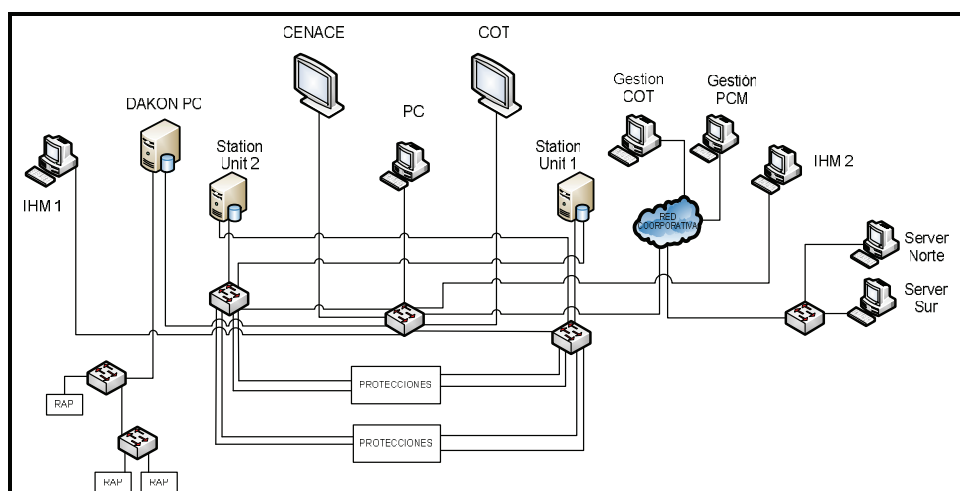 CENACE
COT
Gestion
COT
Gestión
PCM
DAKON PC
PC
Station
Unit 2
Station
Unit 1
IHM 1
IHM 2
RED
COORPORATIVA
Server
Norte
Server
Sur
PROTECCIONES
RAP
PROTECCIONES
RAP
RAP